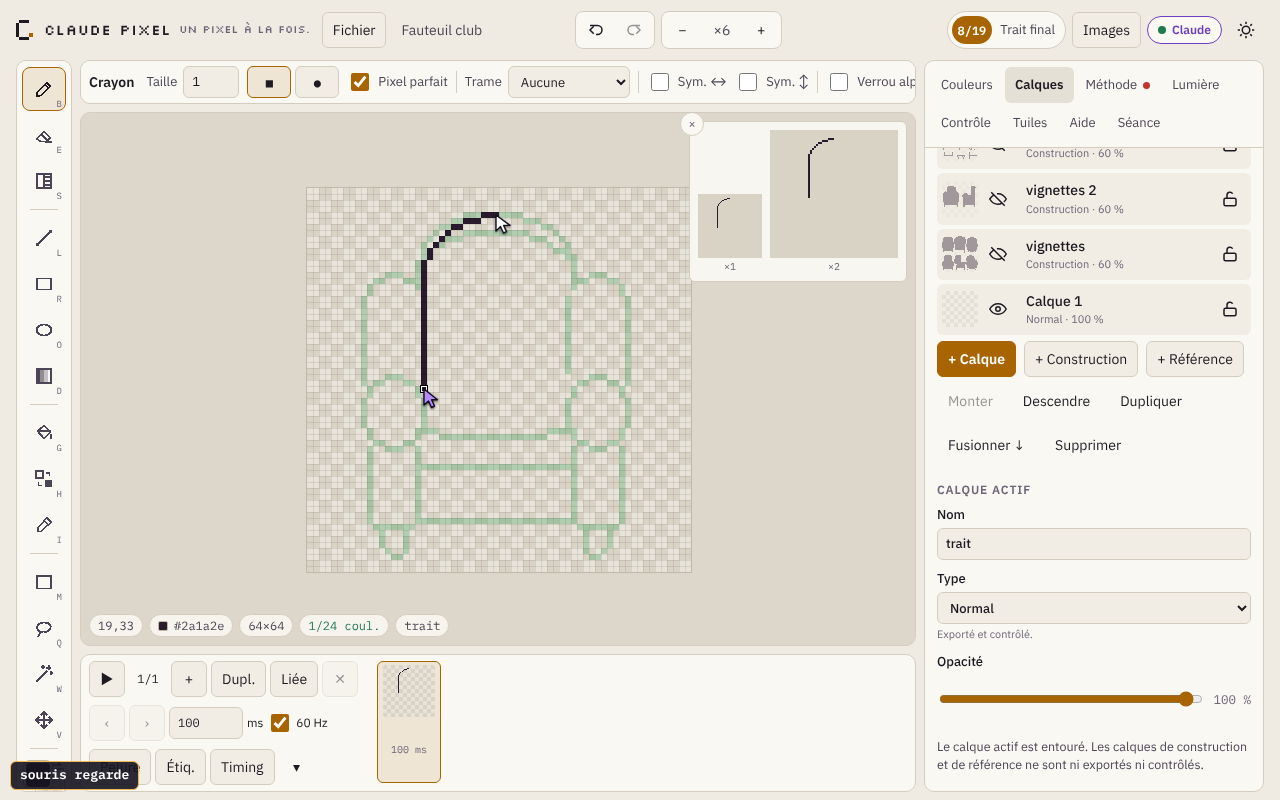 CLAUDE PIXEL UN PIXEL À LA FOIS. Fichier Fauteuil club − ×6 + 8/19 Trait final Images Claude
Crayon Taille 1 ■ ● Pixel parfait Trame Aucune Sym. ↔ Sym. ↕ Verrou alp
B
E
S
L
R
O
D
G
H
I
M
Q
W
V
×
×1 ×2
19,33 #2a1a2e 64×64 1/24 coul. trait
▶ 1/1 + Dupl. Liée ×
‹ › 100 ms 60 Hz
100 ms
Étiq. Timing ▼
souris regarde
Couleurs Calques Méthode Lumière
Contrôle Tuiles Aide Séance
Construction · 60 %
vignettes 2
Construction · 60 %
vignettes
Construction · 60 %
Calque 1
Normal · 100 %
+ Calque + Construction + Référence
Monter Descendre Dupliquer
Fusionner ↓ Supprimer
CALQUE ACTIF
Nom
trait
Type
Normal
Exporté et contrôlé.
Opacité
100 %
Le calque actif est entouré. Les calques de construction
et de référence ne sont ni exportés ni contrôlés.